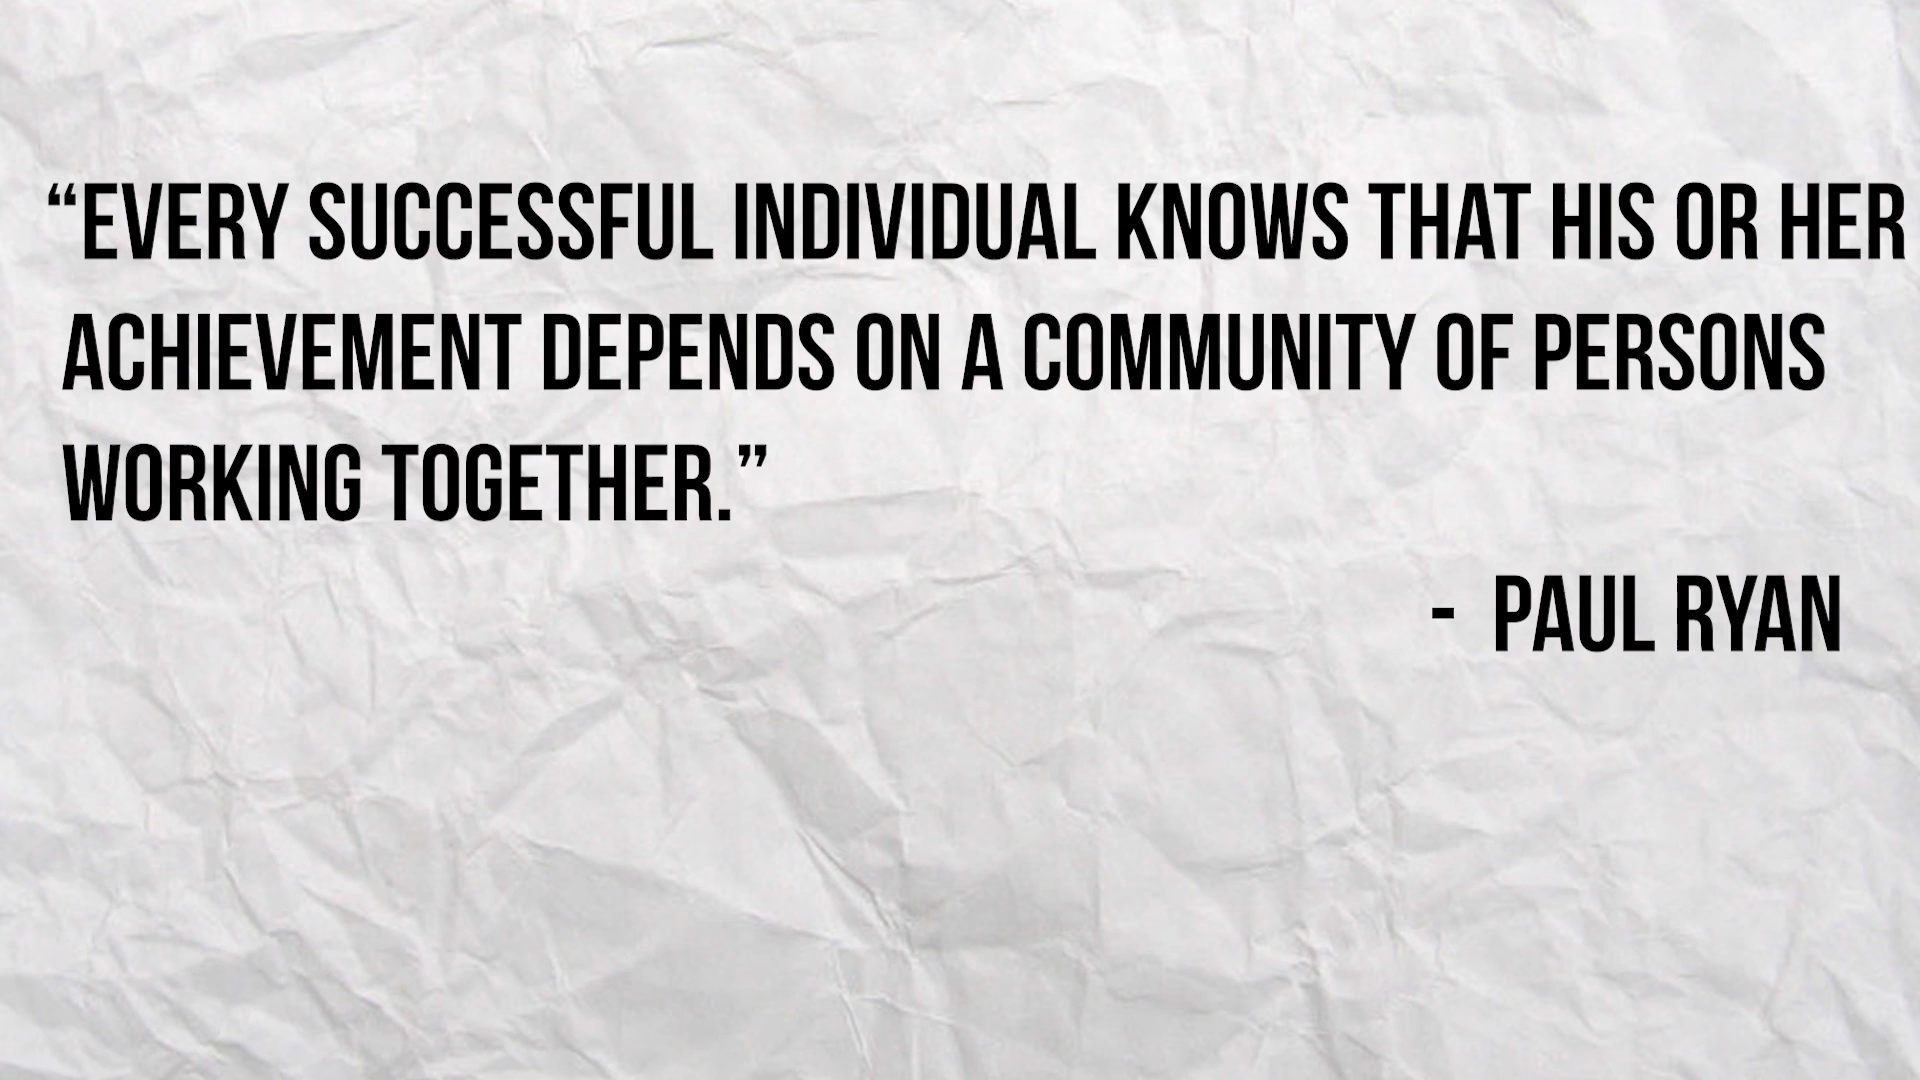 “EVERY SUCCESSFUL INDIVIDUAL KNOWS THAT HIS OR HER
ACHIEVEMENT DEPENDS ON A COMMUNITY OF PERSONS
WORKING TOGETHER.”
- PAUL RYAN